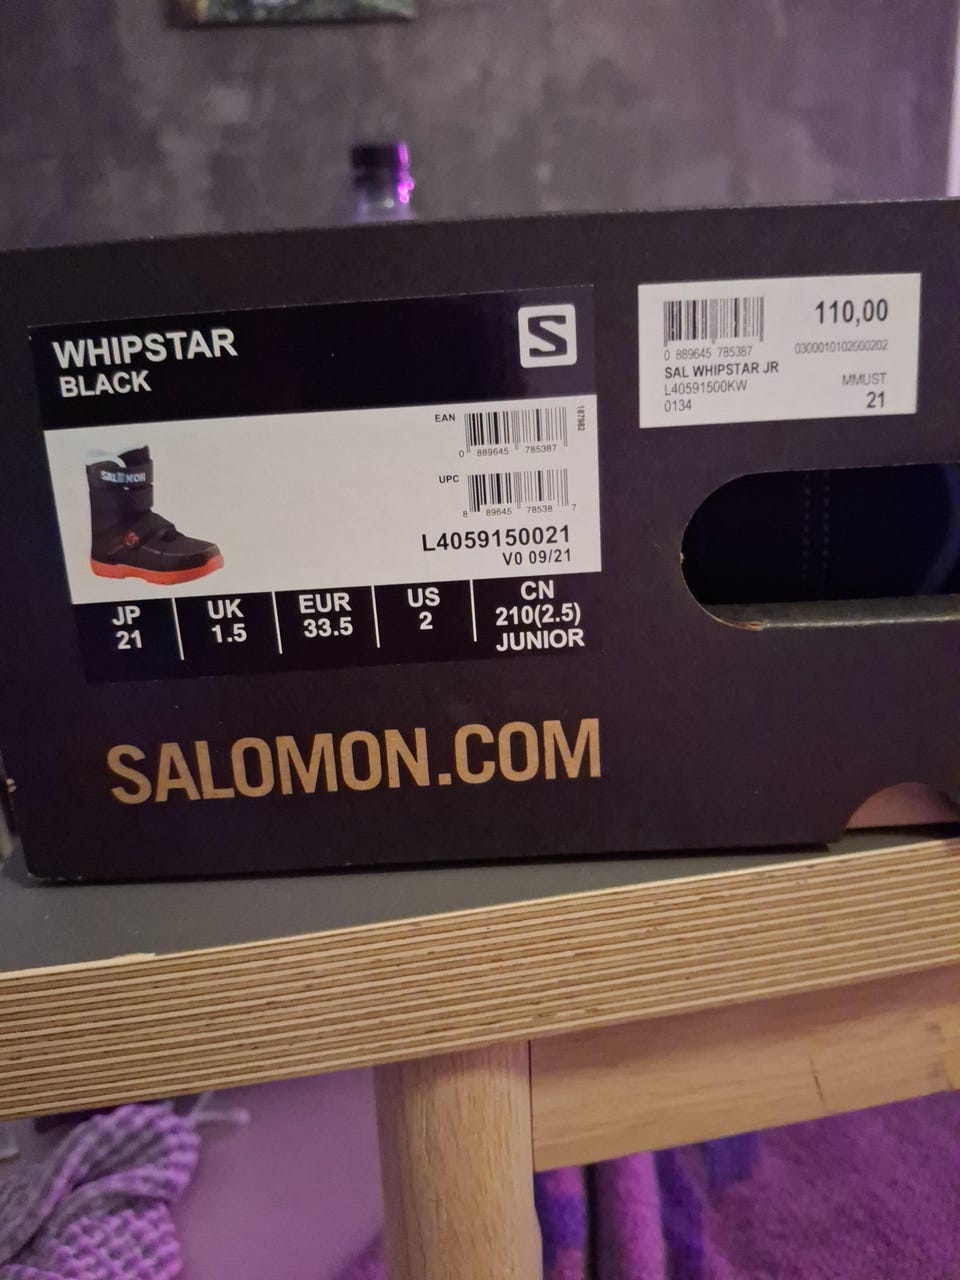 WHIPSTAR
BLACK
S
SALOMON
EAN
0 889645 785387
187982
UPC
8 89645 78538 7
L4059150021
V0 09/21
JP
21
UK
1.5
EUR
33.5
US
2
CN
210(2.5)
JUNIOR
110,00
0 889645 785387
0300010102000202
SAL WHIPSTAR JR
L40591500KW
MMUST
0134
21
SALOMON.COM